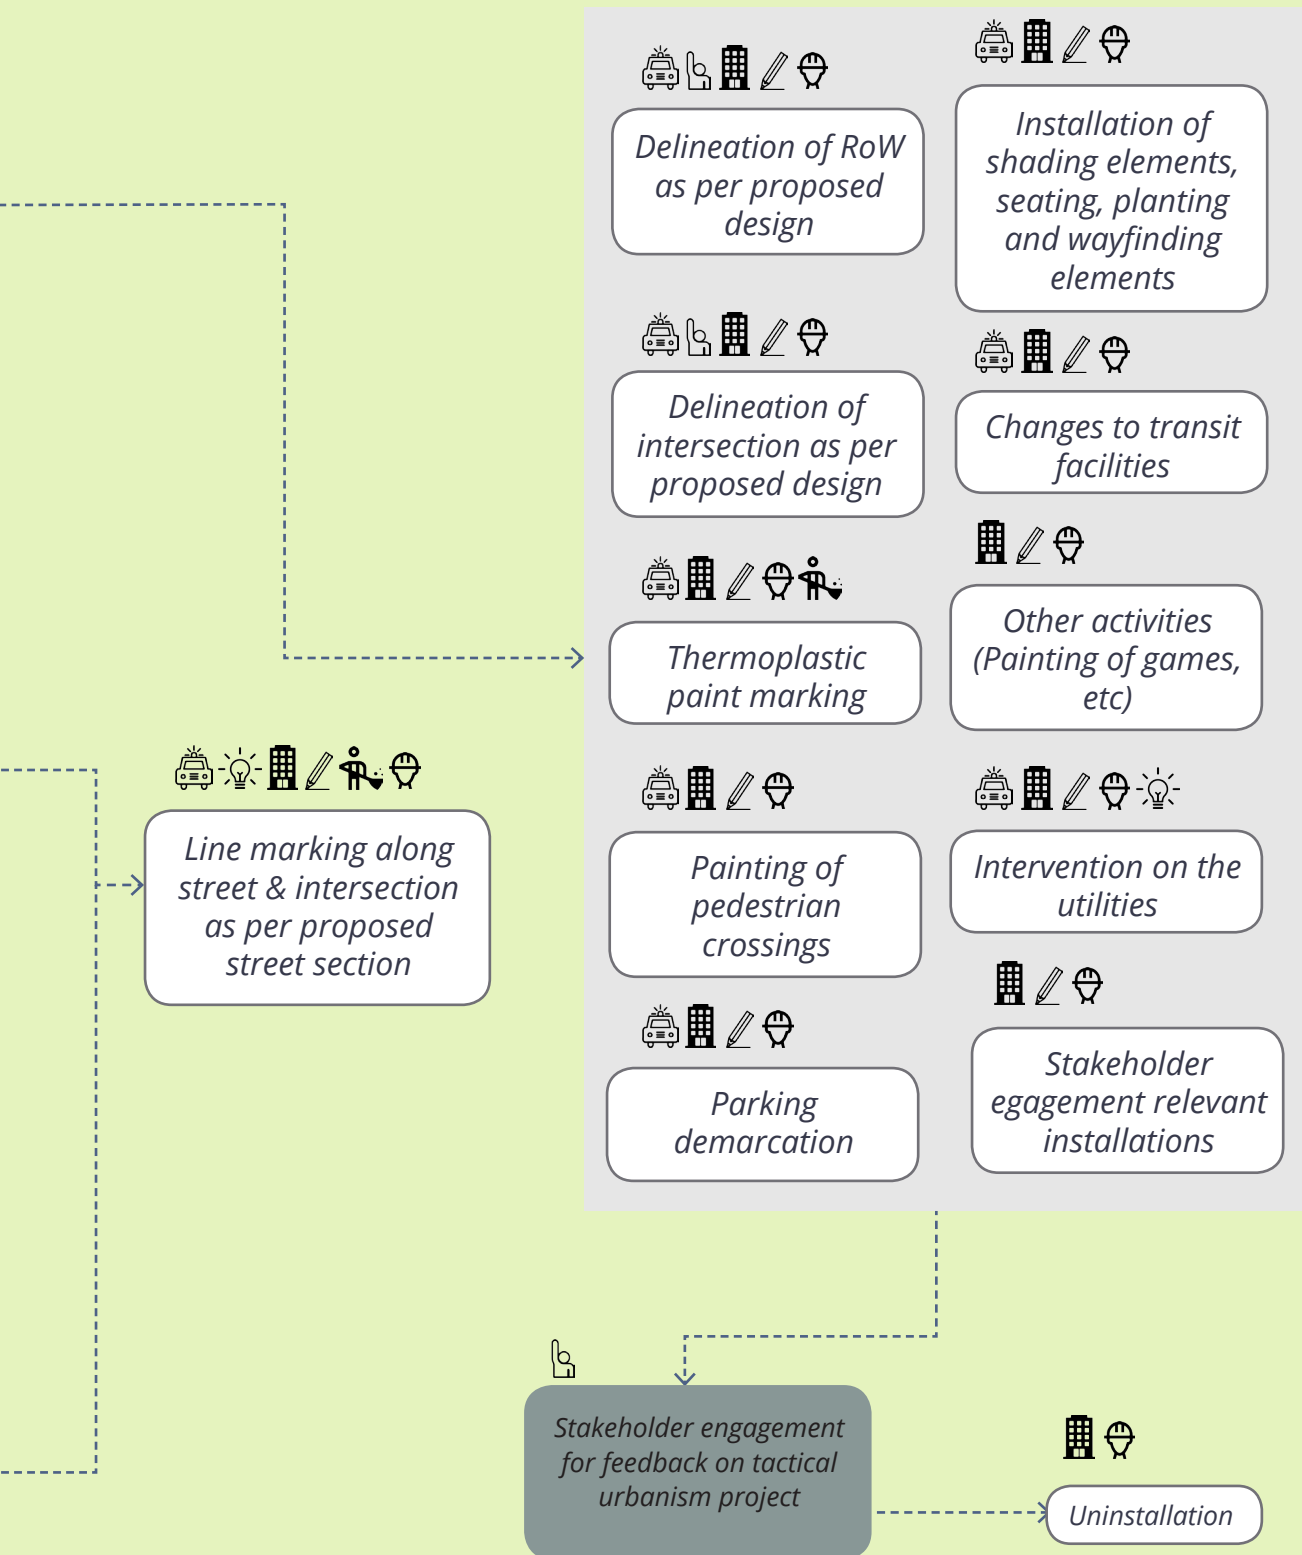 Delineation of RoW
as per proposed
design
Installation of
shading elements,
seating, planting
and wayfinding
elements
Delineation of
intersection as per
proposed design
Changes to transit
facilities
Thermoplastic
paint marking
Other activities
(Painting of games,
etc)
Line marking along
street & intersection
as per proposed
street section
Painting of
pedestrian
crossings
Intervention on the
utilities
Parking
demarcation
Stakeholder
egagement relevant
installations
Stakeholder engagement
for feedback on tactical
urbanism project
Uninstallation